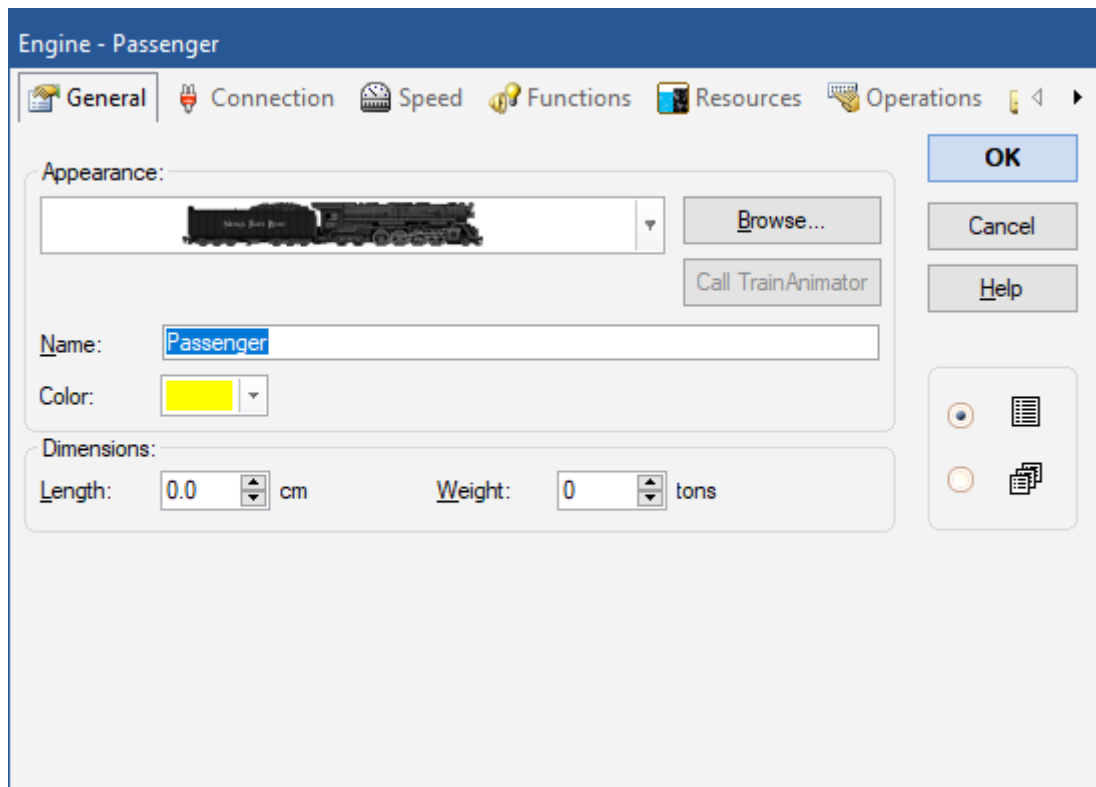 Engine - Passenger
General Connection Speed Functions Resources Operations
OK
Appearance:
Browse...
Cancel
Call TrainAnimator
Help
Name: Passenger
Color:
Dimensions:
Length: 0.0 cm Weight: 0 tons